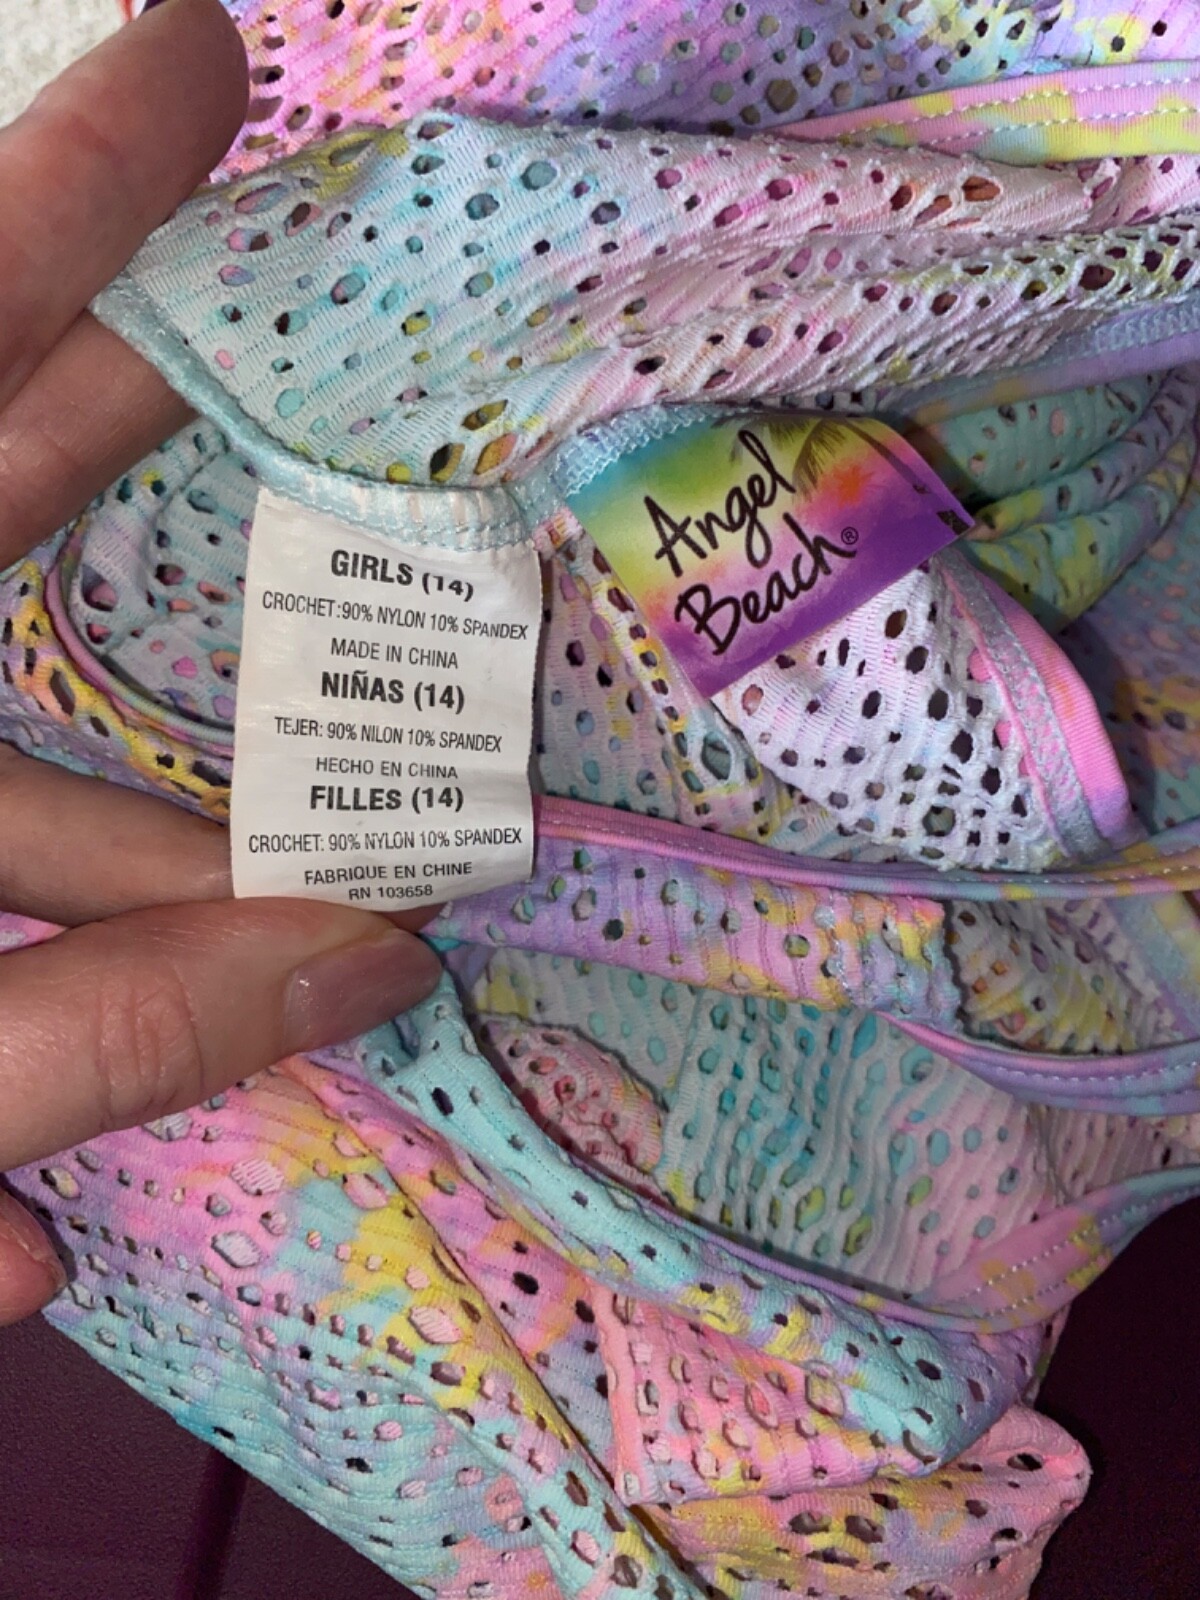 GIRLS (14)
CROCHET:90% NYLON 10% SPANDEX
MADE IN CHINA
NIÑAS (14)
TEJER: 90% NILON 10% SPANDEX
HECHO EN CHINA
FILLES (14)
CROCHET: 90% NYLON 10% SPANDEX
FABRIQUE EN CHINE
RN 103658
Angel
Beach®